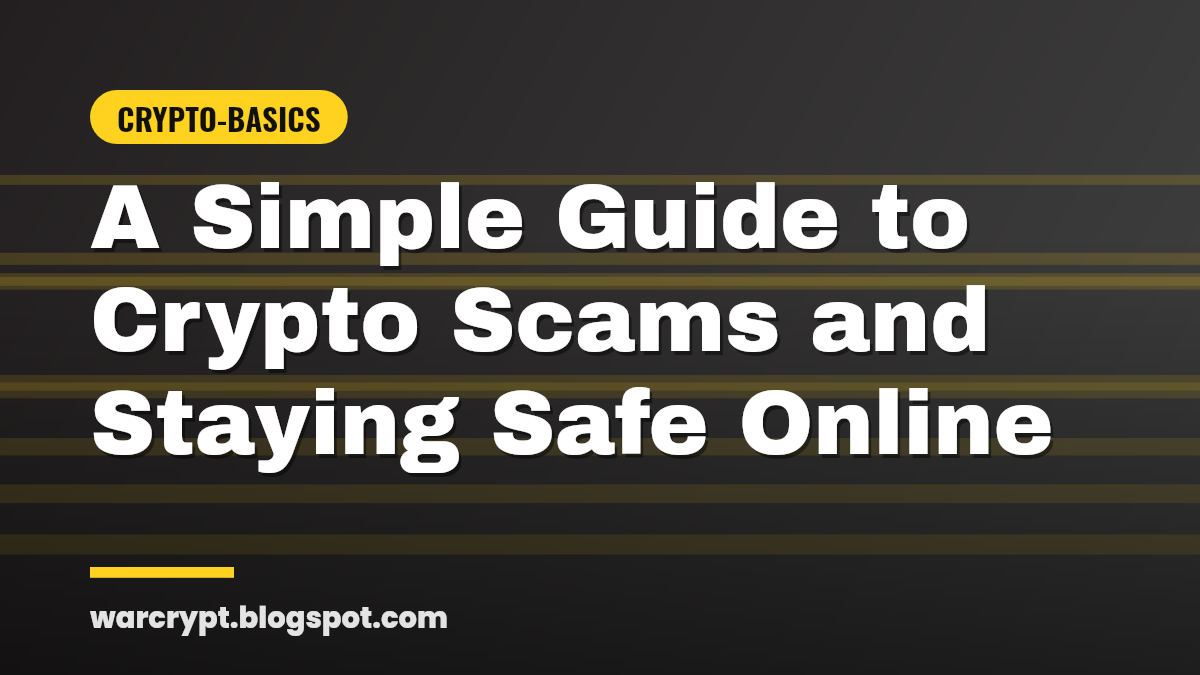 CRYPTO-BASICS
A Simple Guide to
Crypto Scams and
Staying Safe Online
warcrypt.blogspot.com